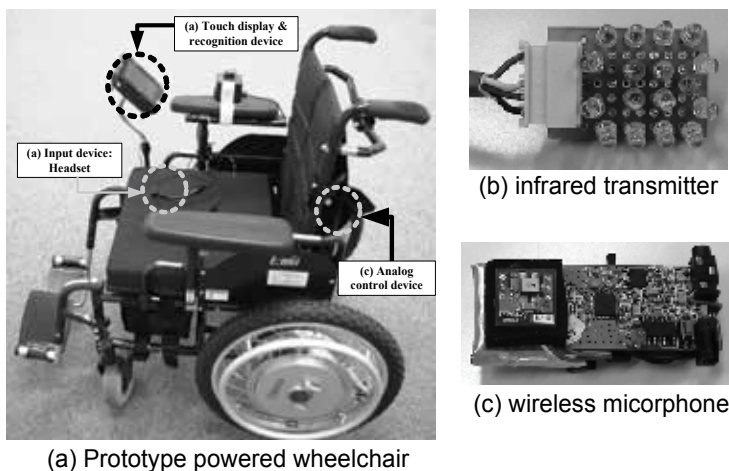 (a) Touch display &
recognition device
(a) Input device:
Headset
(c) Analog
control device
(a) Prototype powered wheelchair
(b) infrared transmitter
(c) wireless micorphone